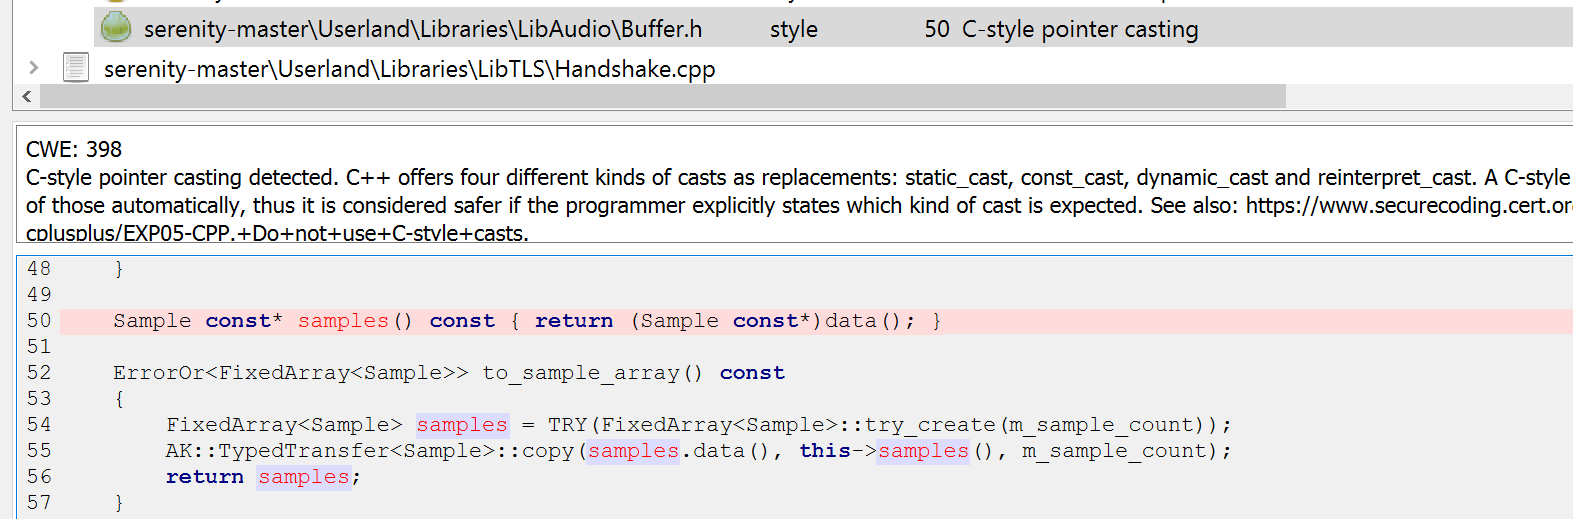 serenity-master\Userland\Libraries\LibAudio\Buffer.h style 50 C-style pointer casting
serenity-master\Userland\Libraries\LibTLS\Handshake.cpp
CWE: 398
C-style pointer casting detected. C++ offers four different kinds of casts as replacements: static_cast, const_cast, dynamic_cast and reinterpret_cast. A C-style
of those automatically, thus it is considered safer if the programmer explicitly states which kind of cast is expected. See also: https://www.securecoding.cert.or
cplusplus/EXP05-CPP.+Do+not+use+C-style+casts.
48 }
49
50 Sample const* samples() const { return (Sample const*)data(); }
51
52 ErrorOr<FixedArray<Sample>> to_sample_array() const
53 {
54 FixedArray<Sample> samples = TRY(FixedArray<Sample>::try_create(m_sample_count));
55 AK::TypedTransfer<Sample>::copy(samples.data(), this->samples(), m_sample_count);
56 return samples;
57 }